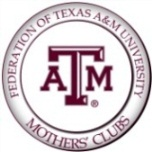 FEDERATION OF TEXAS A&M UNIVERSITY
ATM
®
MOTHERS' CLUBS